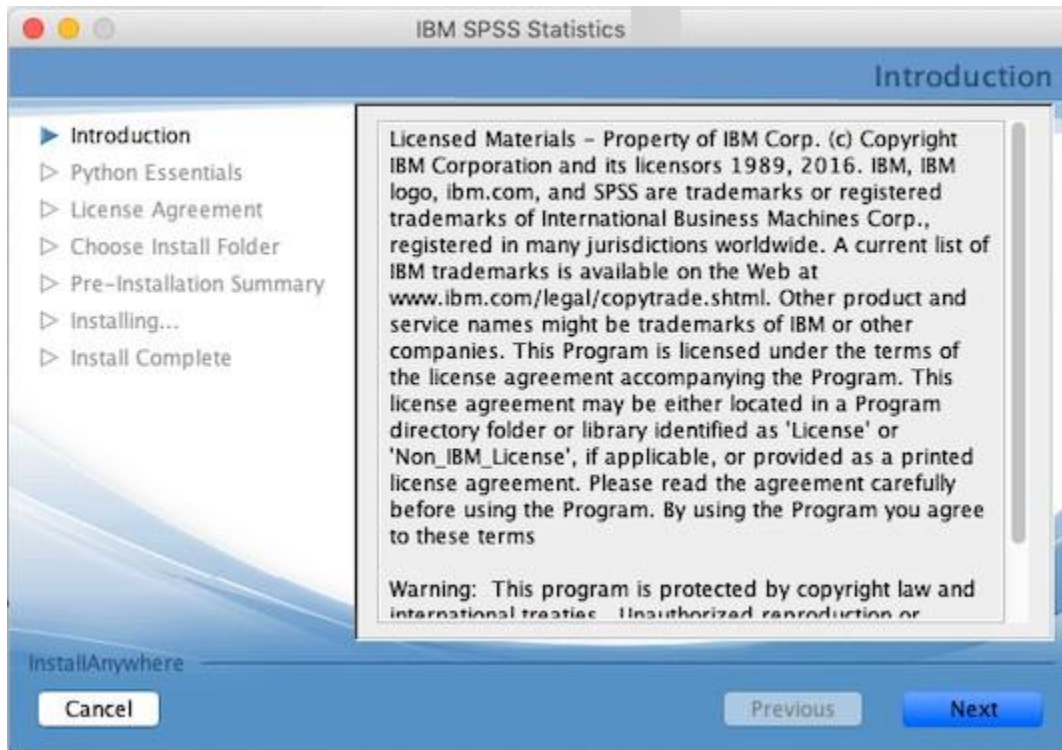 IBM SPSS Statistics
Introduction
Introduction
Python Essentials
License Agreement
Choose Install Folder
Pre-Installation Summary
Installing...
Install Complete
Licensed Materials – Property of IBM Corp. (c) Copyright
IBM Corporation and its licensors 1989, 2016. IBM, IBM
logo, ibm.com, and SPSS are trademarks or registered
trademarks of International Business Machines Corp.,
registered in many jurisdictions worldwide. A current list of
IBM trademarks is available on the Web at
www.ibm.com/legal/copytrade.shtml. Other product and
service names might be trademarks of IBM or other
companies. This Program is licensed under the terms of
the license agreement accompanying the Program. This
license agreement may be either located in a Program
directory folder or library identified as 'License' or
'Non_IBM_License', if applicable, or provided as a printed
license agreement. Please read the agreement carefully
before using the Program. By using the Program you agree
to these terms
Warning: This program is protected by copyright law and
international treaties. Unauthorized reproduction or
InstallAnywhere
Cancel
Previous
Next